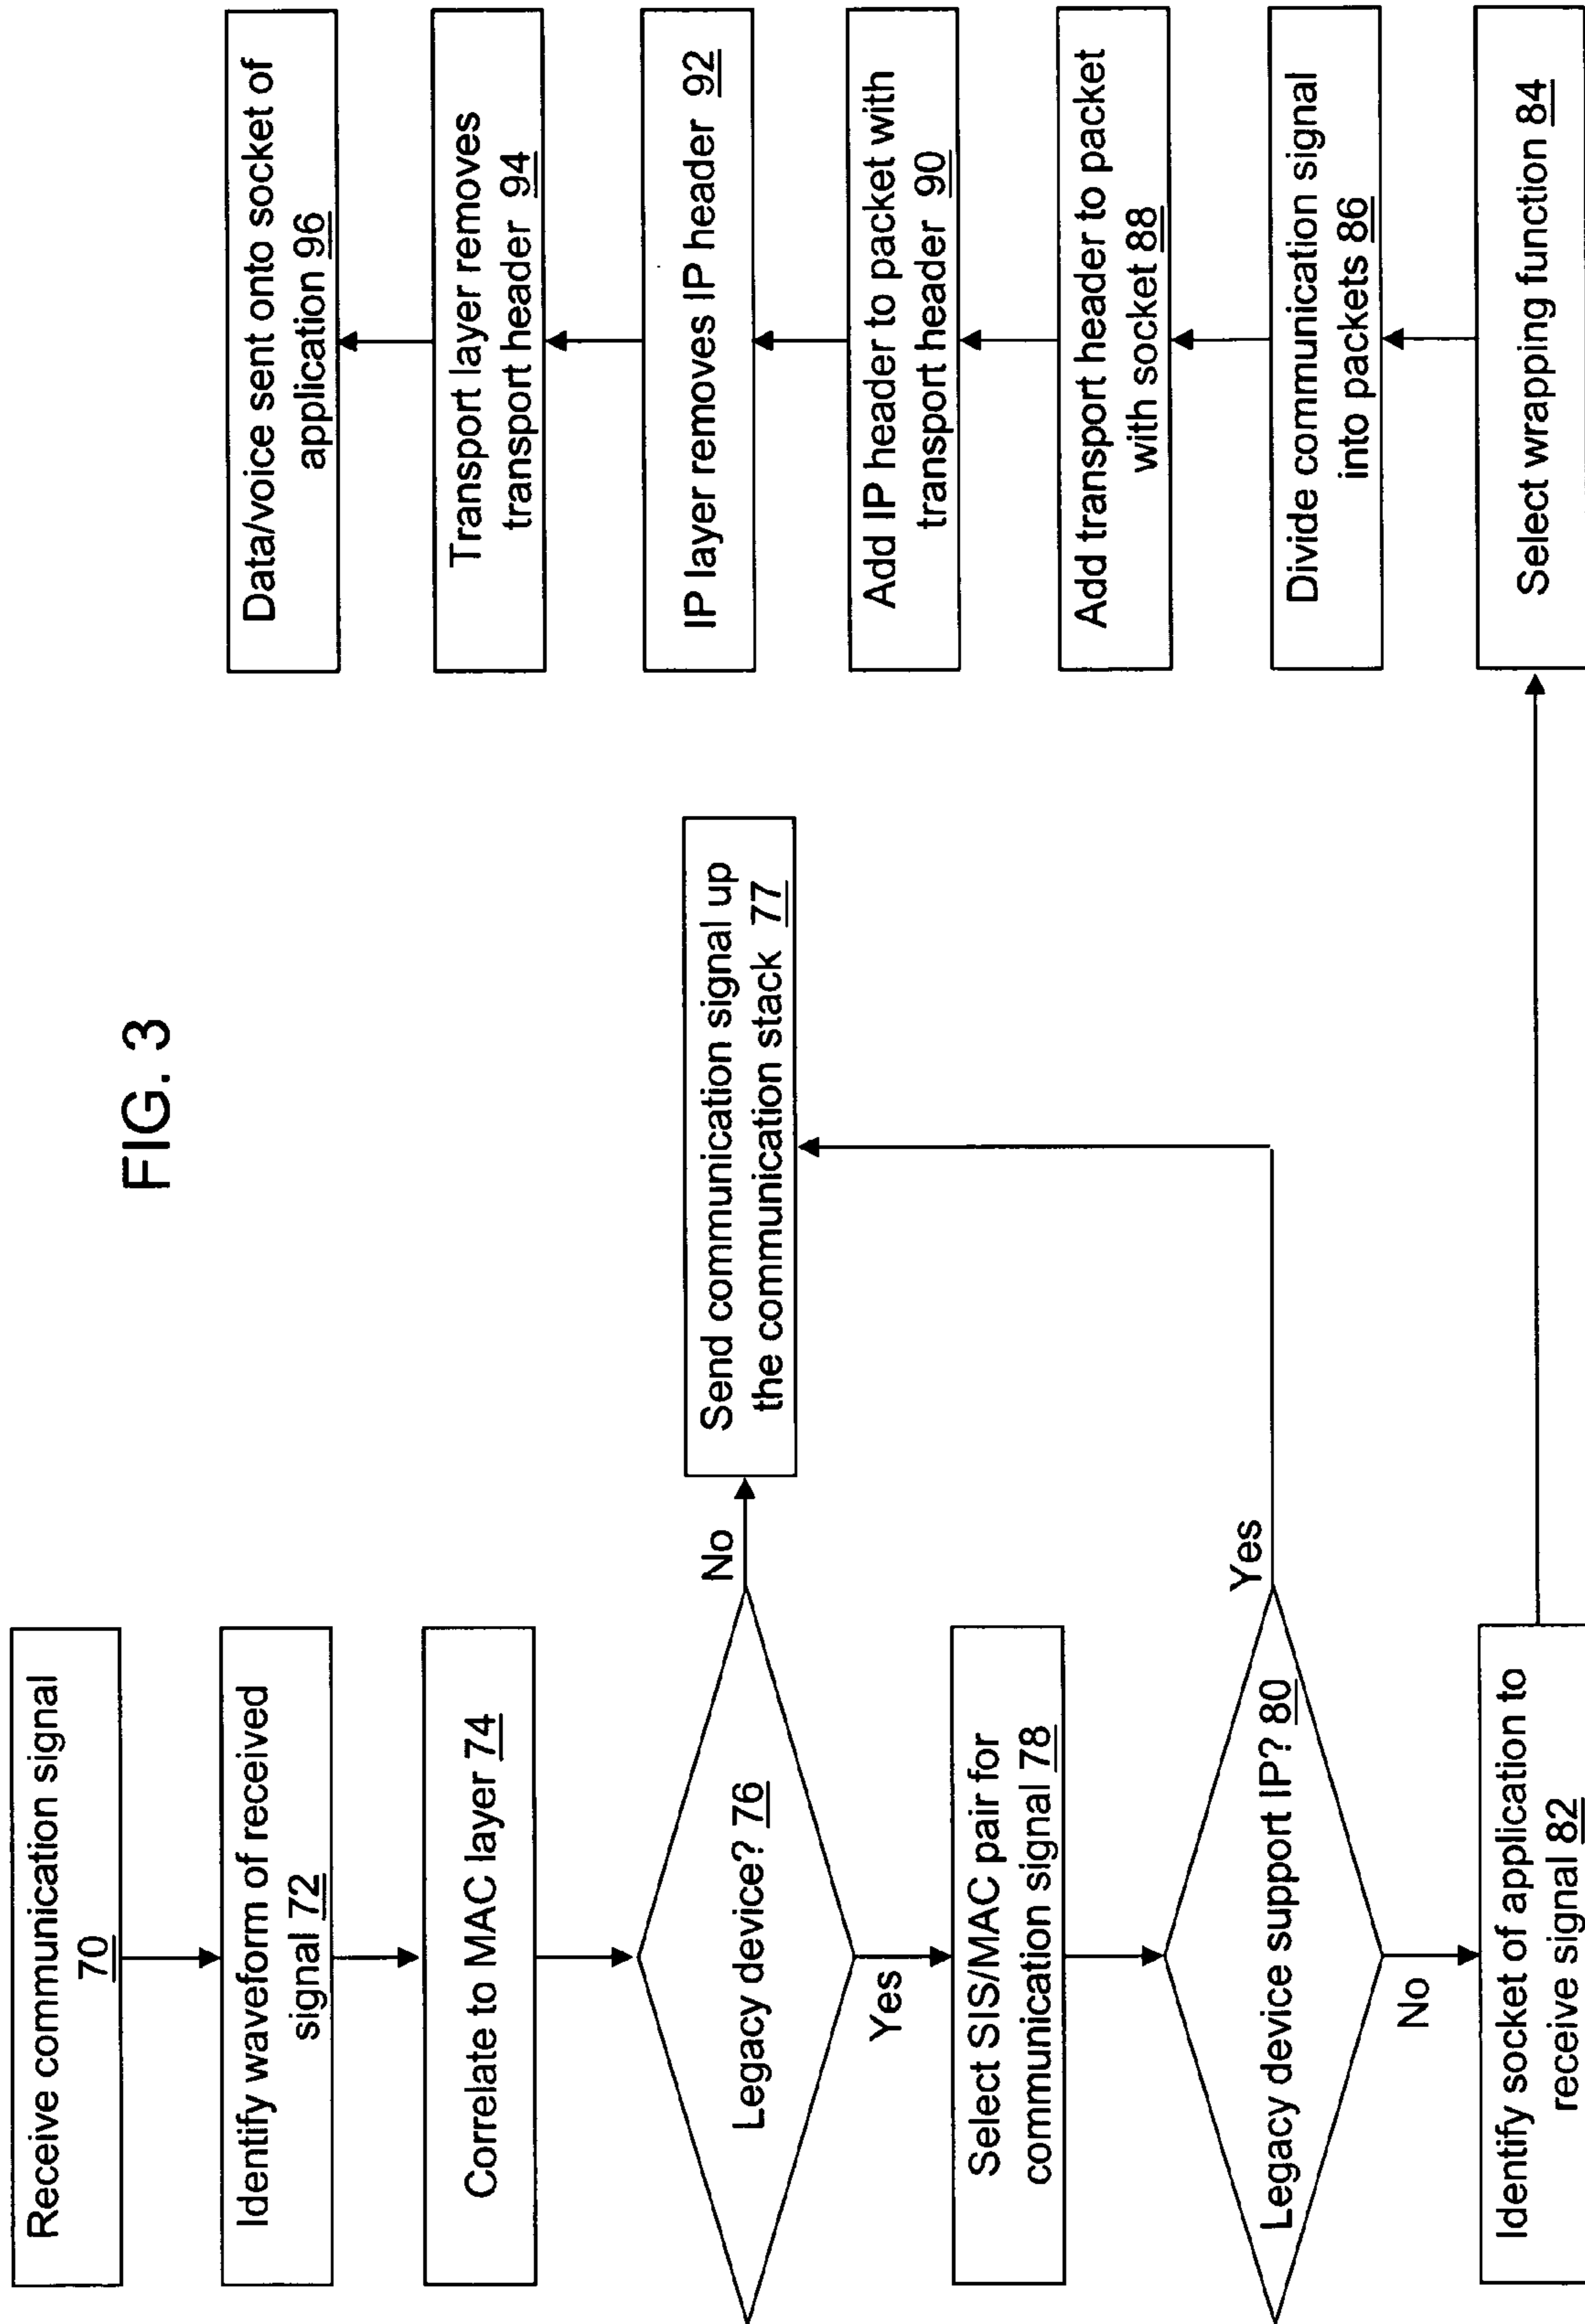 FIG. 3
Receive communication signal
70
Identify waveform of received
signal 72
Correlate to MAC layer 74
Legacy device? 76
No
Yes
Send communication signal up
the communication stack 77
Select SIS/MAC pair for
communication signal 78
Legacy device support IP? 80
Yes
No
Identify socket of application to
receive signal 82
Select wrapping function 84
Divide communication signal
into packets 86
Add transport header to packet
with socket 88
Add IP header to packet with
transport header 90
IP layer removes IP header 92
Transport layer removes
transport header 94
Data/voice sent onto socket of
application 96